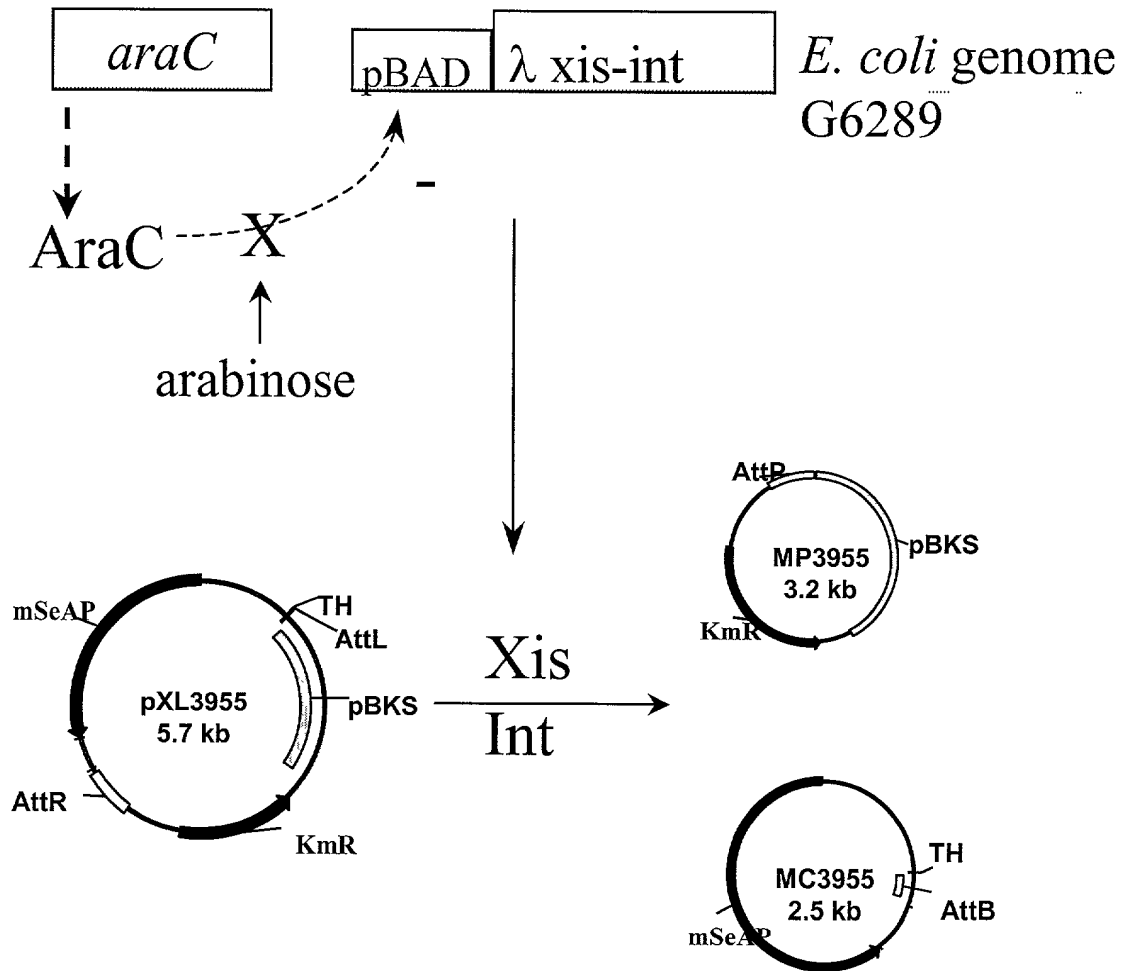 araC
pBAD
λ xis-int
E. coli genome
G6289
-
AraC
X
arabinose
mSeAP
TH
AttL
pXL3955
5.7 kb
pBKS
AttR
KmR
Xis
Int
AttP
MP3955
3.2 kb
pBKS
KmR
MC3955
2.5 kb
TH
AttB
mSeAP